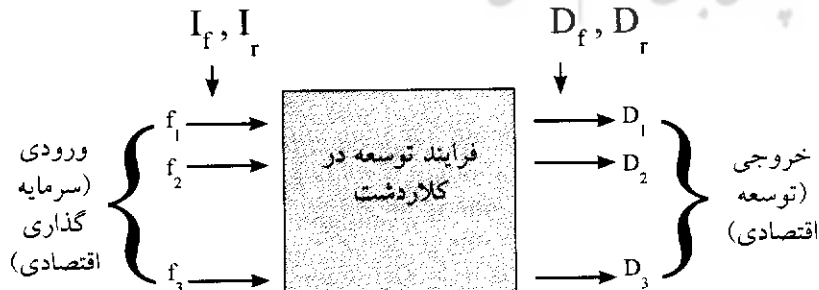 I_f , I_r
D_f , D_r
f_1
f_2
f_3
ورودی
(سرمایه
گذاری
اقتصادی)
فرایند توسعه در
کلاردشت
D_1
D_2
D_3
خروجی
(توسعه
اقتصادی)